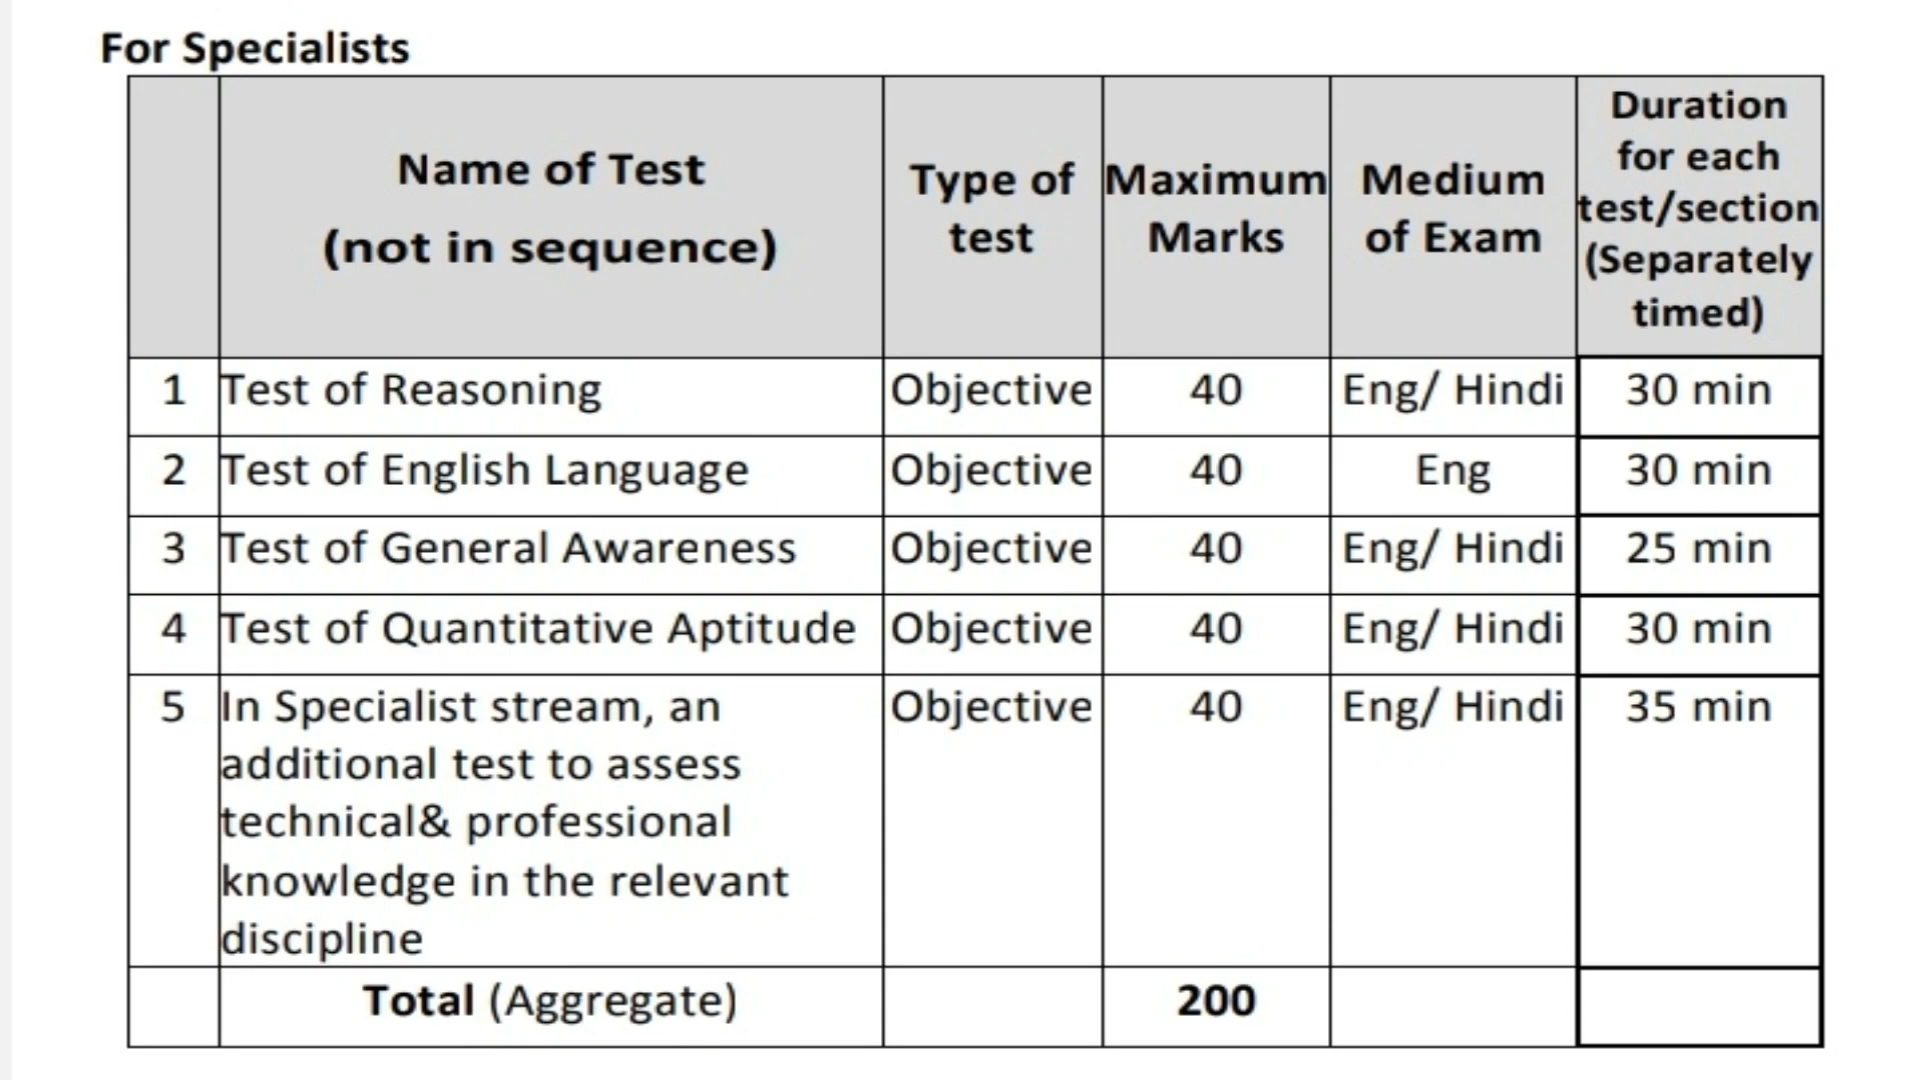 For Specialists
Name of Test
(not in sequence)
Type of
test
Maximum
Marks
Medium
of Exam
Duration
for each
test/section
(Separately
timed)
1 Test of Reasoning Objective 40 Eng/ Hindi 30 min
2 Test of English Language Objective 40 Eng 30 min
3 Test of General Awareness Objective 40 Eng/ Hindi 25 min
4 Test of Quantitative Aptitude Objective 40 Eng/ Hindi 30 min
5 In Specialist stream, an Objective 40 Eng/ Hindi 35 min
additional test to assess
technical& professional
knowledge in the relevant
discipline
Total (Aggregate) 200